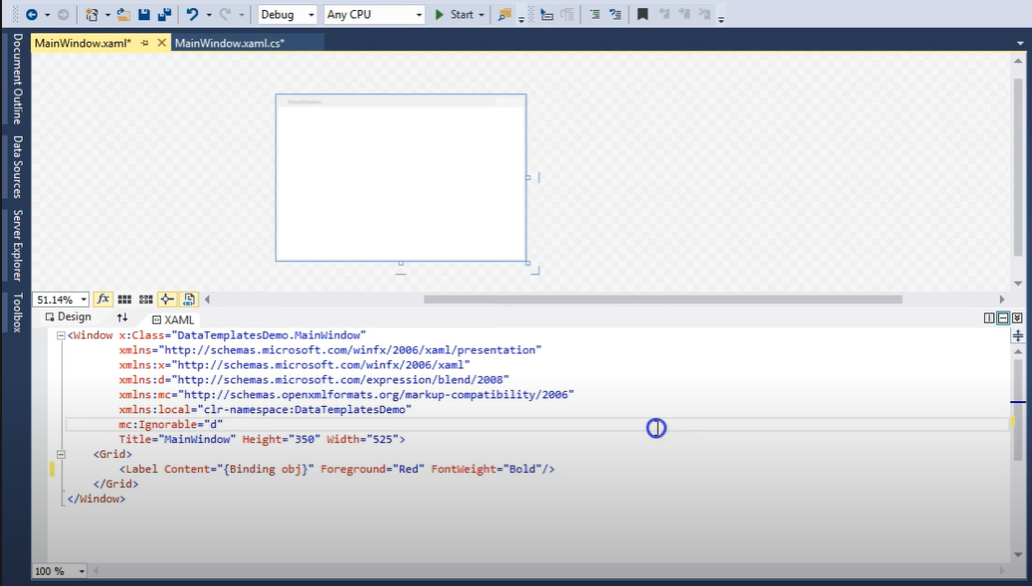 Debug Any CPU Start
MainWindow.xaml* MainWindow.xaml.cs*
Document Outline
Data Sources
Server Explorer
Toolbox
51.14% fx
Design XAML
<Window x:Class="DataTemplatesDemo.MainWindow"
xmlns="http://schemas.microsoft.com/winfx/2006/xaml/presentation"
xmlns:x="http://schemas.microsoft.com/winfx/2006/xaml"
xmlns:d="http://schemas.microsoft.com/expression/blend/2008"
xmlns:mc="http://schemas.openxmlformats.org/markup-compatibility/2006"
xmlns:local="clr-namespace:DataTemplatesDemo"
mc:Ignorable="d"
Title="MainWindow" Height="350" Width="525">
<Grid>
<Label Content="{Binding obj}" Foreground="Red" FontWeight="Bold"/>
</Grid>
</Window>
100 %